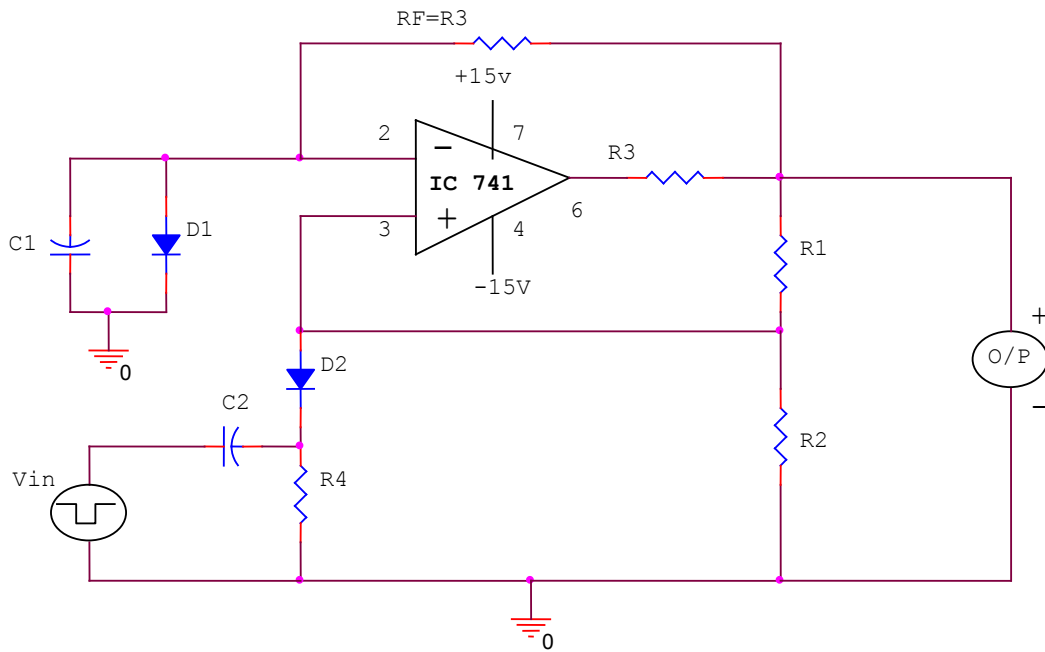 RF=R3
+15v
2
7
−
R3
IC 741
6
3
+
4
C1
D1
R1
-15V
+
D2
O/P
0
C2
−
R2
Vin
R4
0